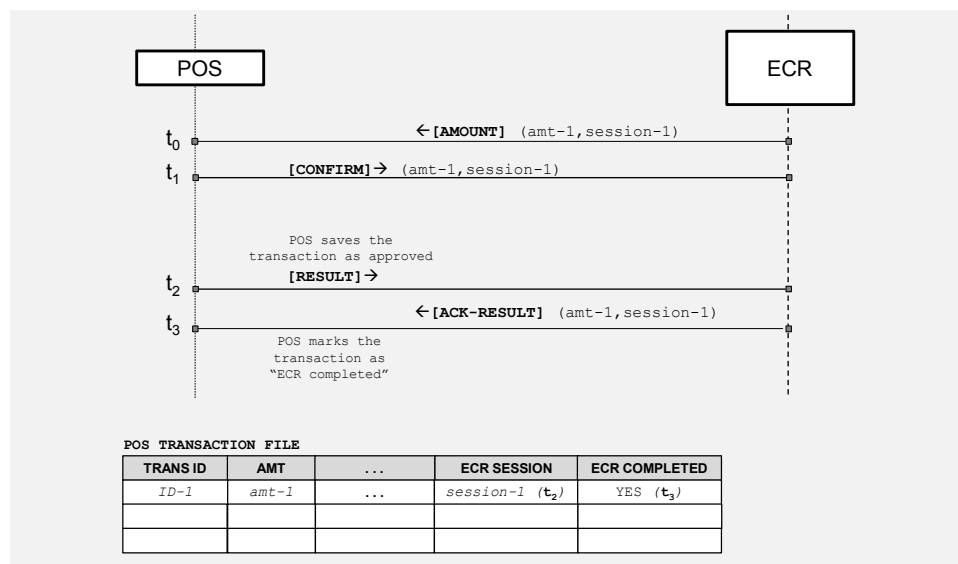 POS
ECR
t0
←[AMOUNT] (amt-1,session-1)
t1
[CONFIRM]→ (amt-1,session-1)
POS saves the
transaction as approved
t2
[RESULT]→
t3
←[ACK-RESULT] (amt-1,session-1)
POS marks the
transaction as
“ECR completed”
POS TRANSACTION FILE
TRANS ID AMT ... ECR SESSION ECR COMPLETED
ID-1 amt-1 ... session-1 (t2) YES (t3)